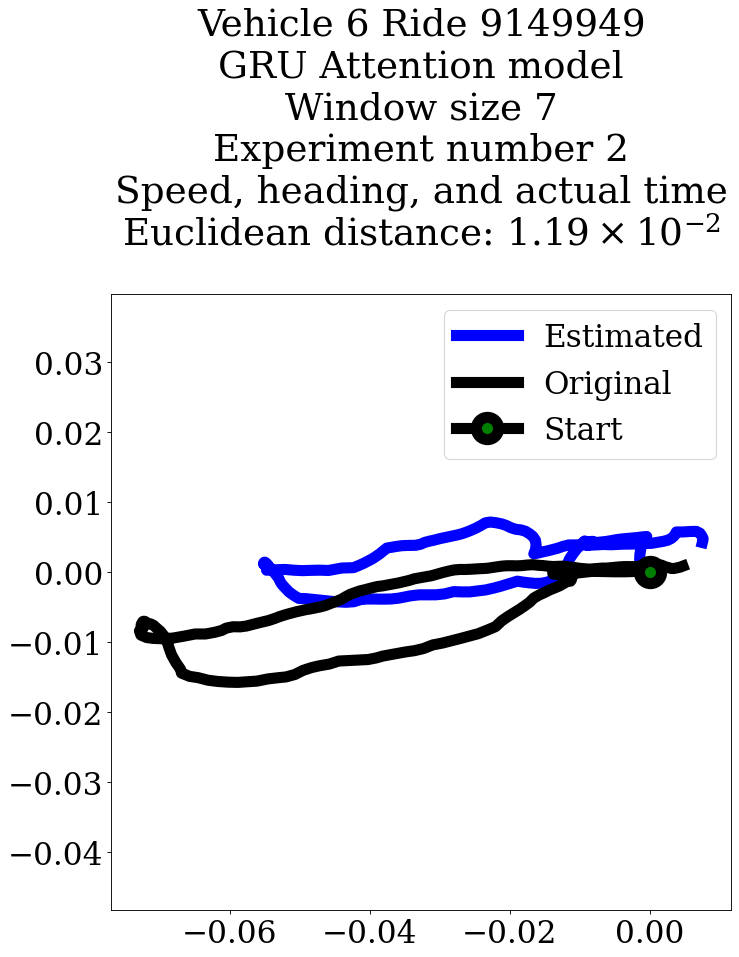 Vehicle 6 Ride 9149949
GRU Attention model
Window size 7
Experiment number 2
Speed, heading, and actual time
Euclidean distance: 1.19 × 10⁻²
Estimated
Original
Start
0.03
0.02
0.01
0.00
−0.01
−0.02
−0.03
−0.04
−0.06 −0.04 −0.02 0.00